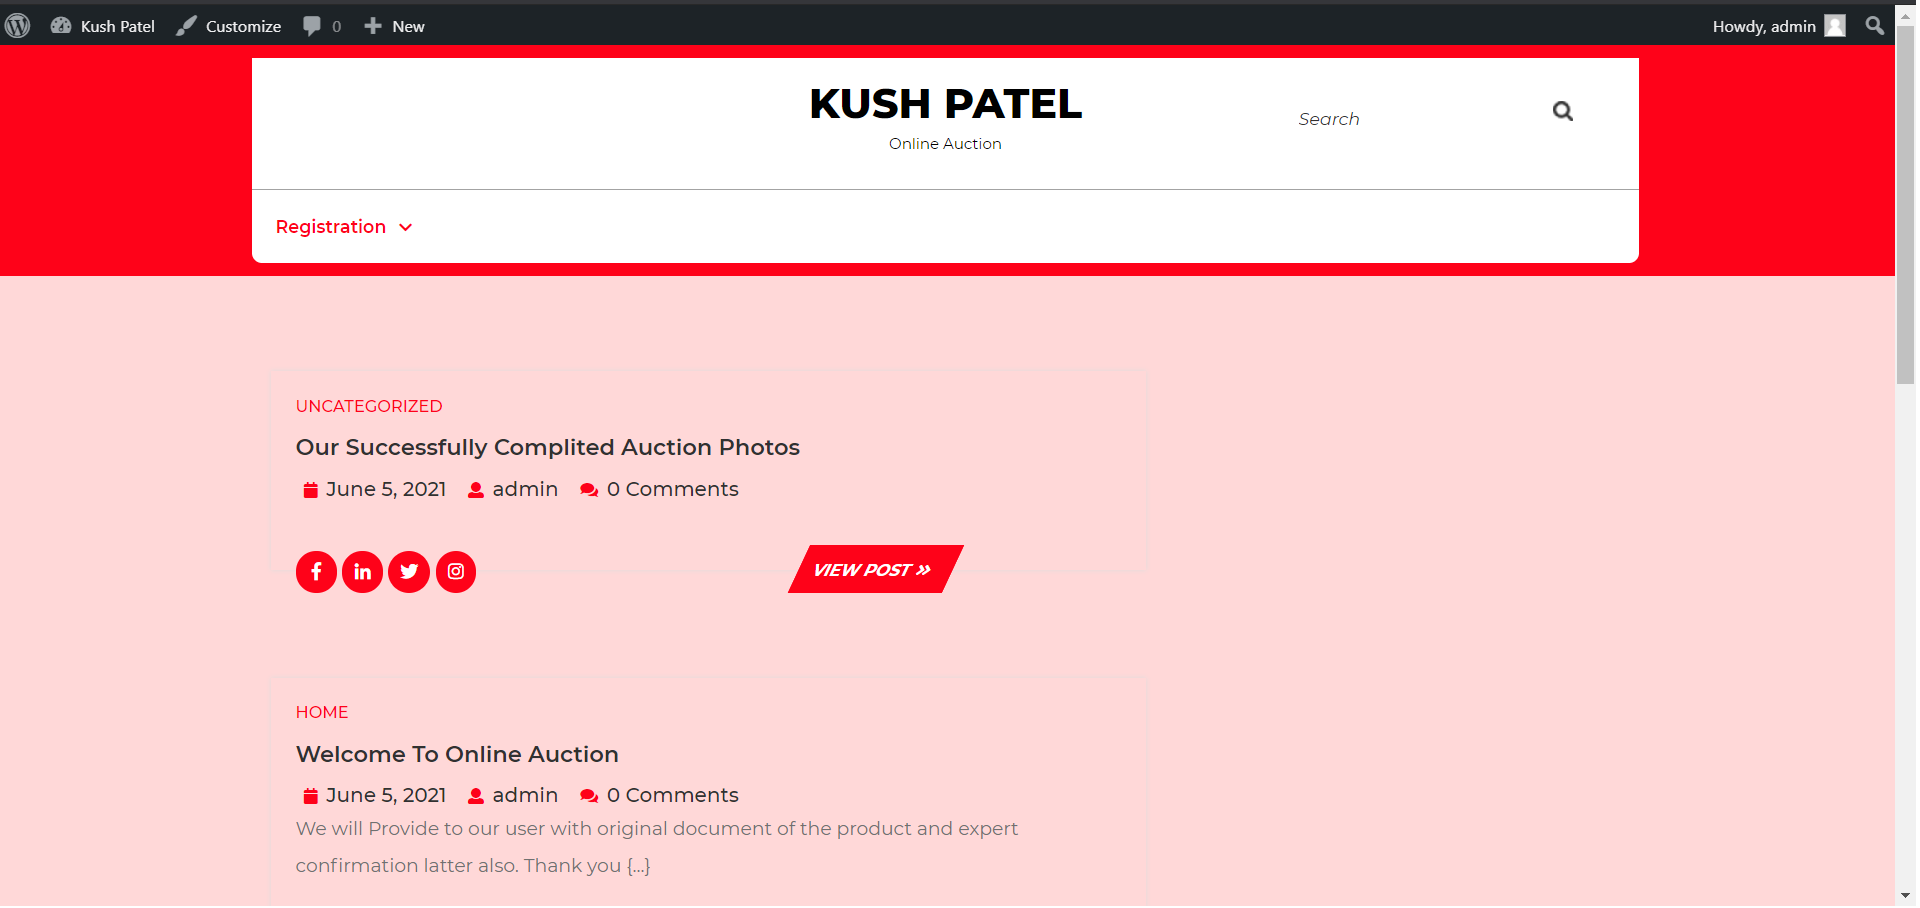 Kush Patel Customize 0 New Howdy, admin
KUSH PATEL
Online Auction
Search
Registration
UNCATEGORIZED
Our Successfully Complited Auction Photos
June 5, 2021 admin 0 Comments
VIEW POST »
HOME
Welcome To Online Auction
June 5, 2021 admin 0 Comments
We will Provide to our user with original document of the product and expert
confirmation latter also. Thank you {...}